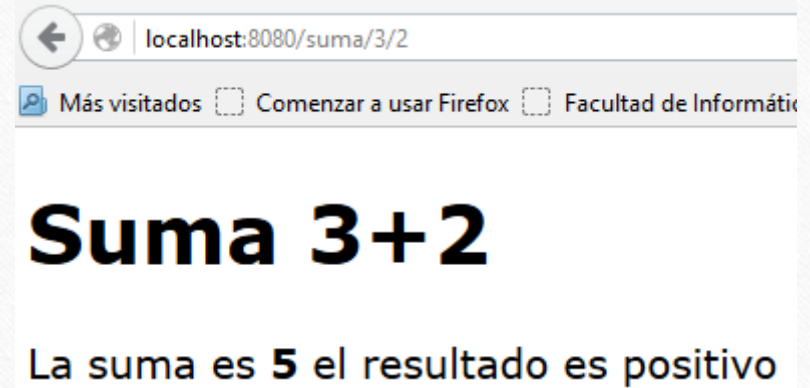 localhost:8080/suma/3/2
Más visitados Comenzar a usar Firefox Facultad de Informátic
Suma 3+2
La suma es 5 el resultado es positivo